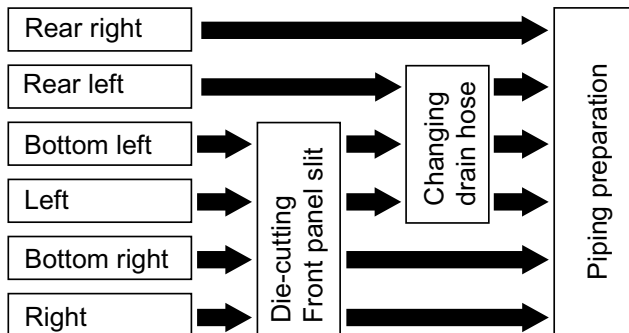 Rear right
Rear left
Bottom left
Left
Bottom right
Right
Die-cutting
Front panel slit
Changing
drain hose
Piping preparation